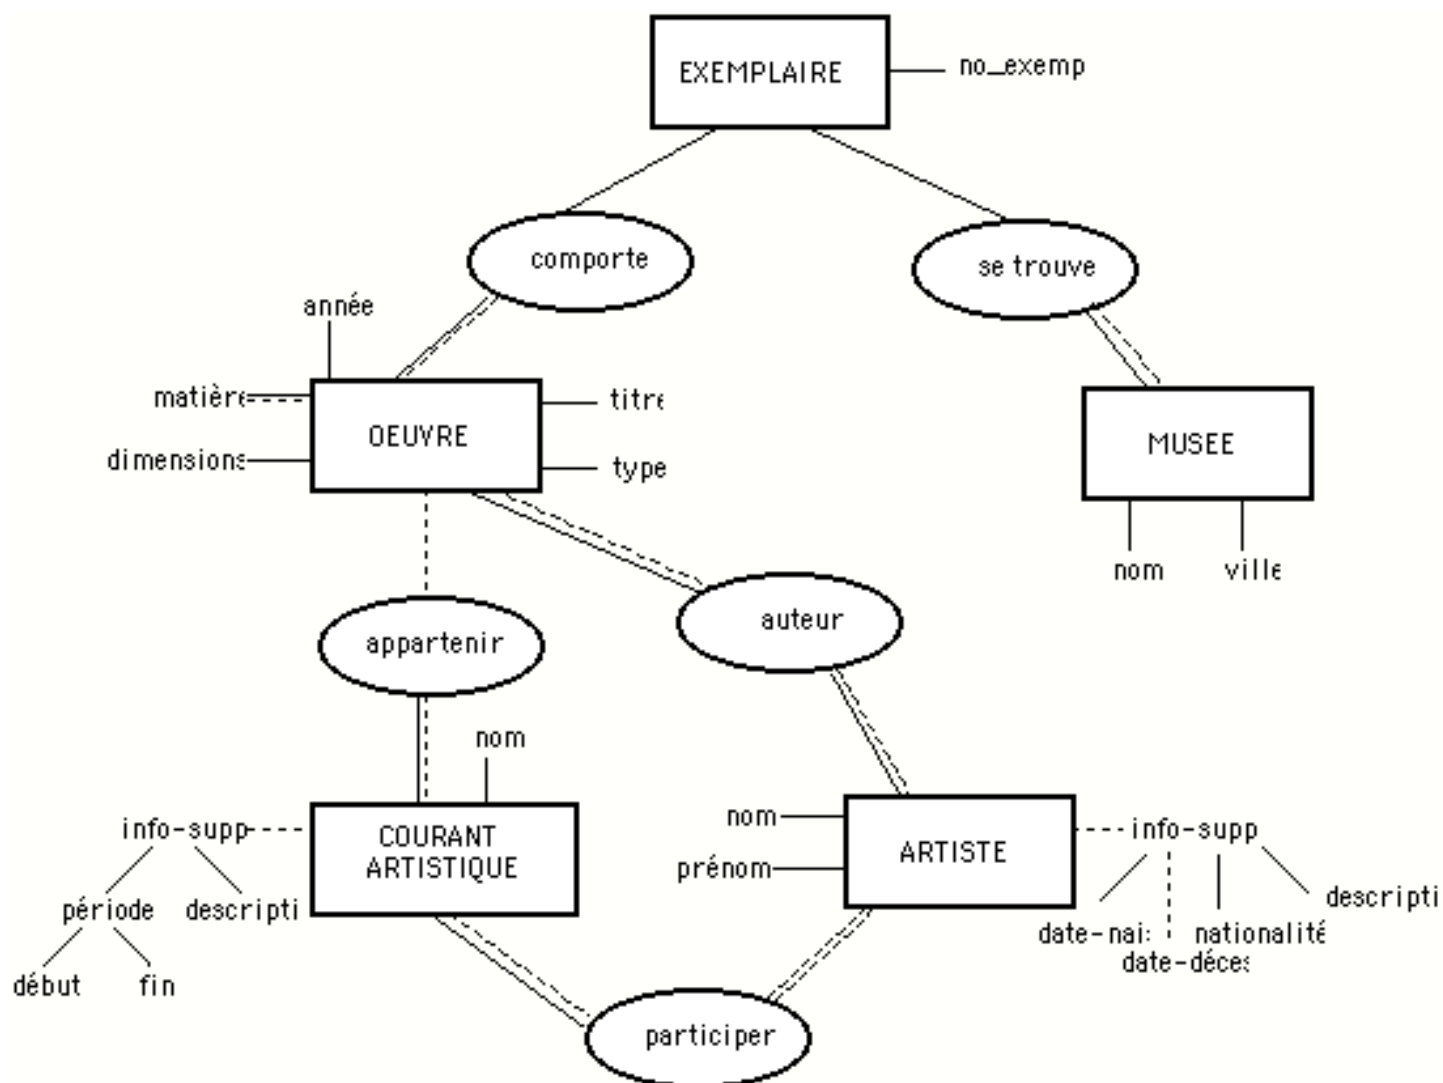 EXEMPLAIRE
no_exemp
comporte
se trouve
année
matière
titre
OEUVRE
MUSEE
dimensions
type
nom
ville
auteur
appartenir
nom
nom
info-supp
COURANT
ARTISTIQUE
ARTISTE
info-supp
prénom
période
descripti
descripti
date-nai
nationalité
date-déces
début
fin
participer